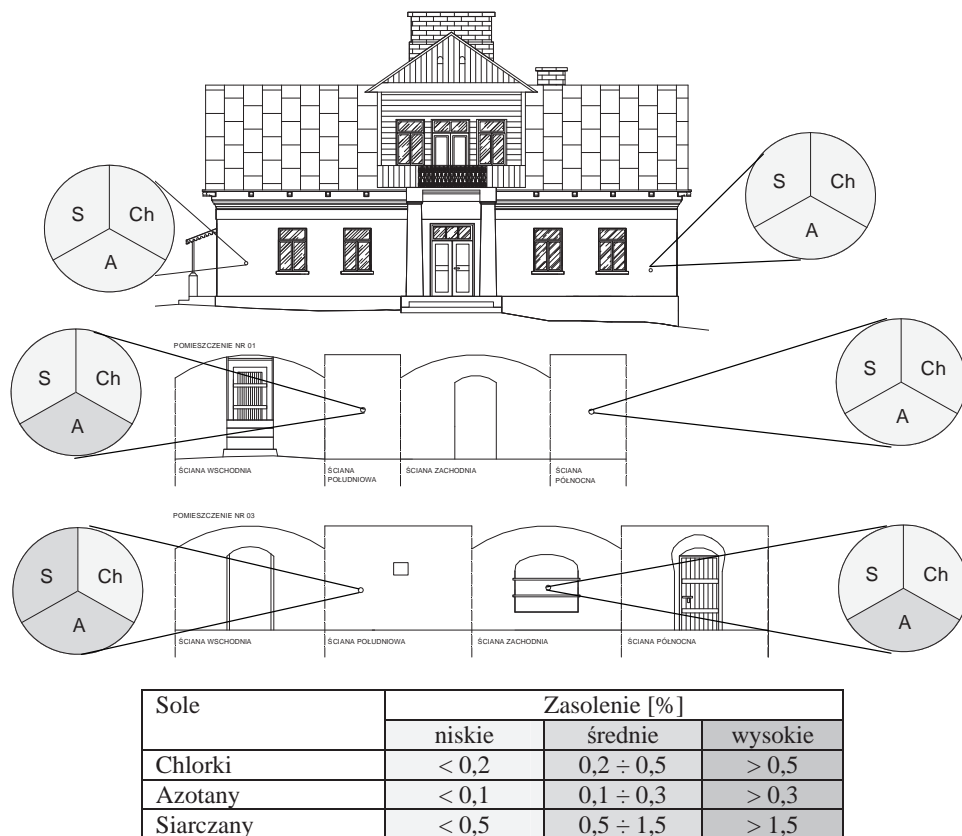 S Ch
A
S Ch
A
POMIESZCZENIE NR 01
S Ch
A
S Ch
A
ŚCIANA WSCHODNIA
ŚCIANA
POŁUDNIOWA
ŚCIANA ZACHODNIA
ŚCIANA
PÓŁNOCNA
POMIESZCZENIE NR 03
S Ch
A
S Ch
A
ŚCIANA WSCHODNIA
ŚCIANA POŁUDNIOWA
ŚCIANA ZACHODNIA
ŚCIANA PÓŁNOCNA
Sole Zasolenie [%]
niskie średnie wysokie
Chlorki < 0,2 0,2 ÷ 0,5 > 0,5
Azotany < 0,1 0,1 ÷ 0,3 > 0,3
Siarczany < 0,5 0,5 ÷ 1,5 > 1,5